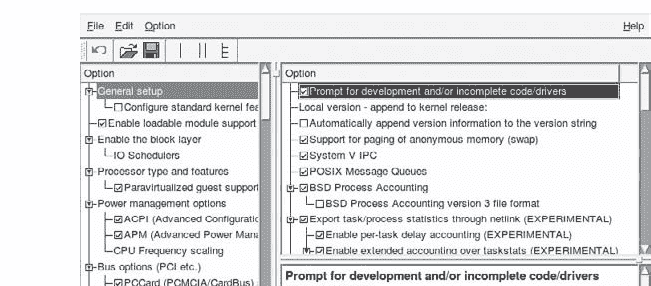 File Edit Option Help
Option
General setup
Configure standard kernel fea
Enable loadable module support
Enable the block layer
IO Schedulers
Processor type and features
Paravirtualized guest support
Power management options
ACPI (Advanced Configuratic
APM (Advanced Power Mana
CPU Frequency scaling
Bus options (PCI etc.)
PCCard (PCMCIA/CardBus)
Option
Prompt for development and/or incomplete code/drivers
Local version - append to kernel release:
Automatically append version information to the version string
Support for paging of anonymous memory (swap)
System V IPC
POSIX Message Queues
BSD Process Accounting
BSD Process Accounting version 3 file format
Export task/process statistics through netlink (EXPERIMENTAL)
Enable per-task delay accounting (EXPERIMENTAL)
Enable extended accounting over taskstats (EXPERIMENTAL)
Prompt for development and/or incomplete code/drivers